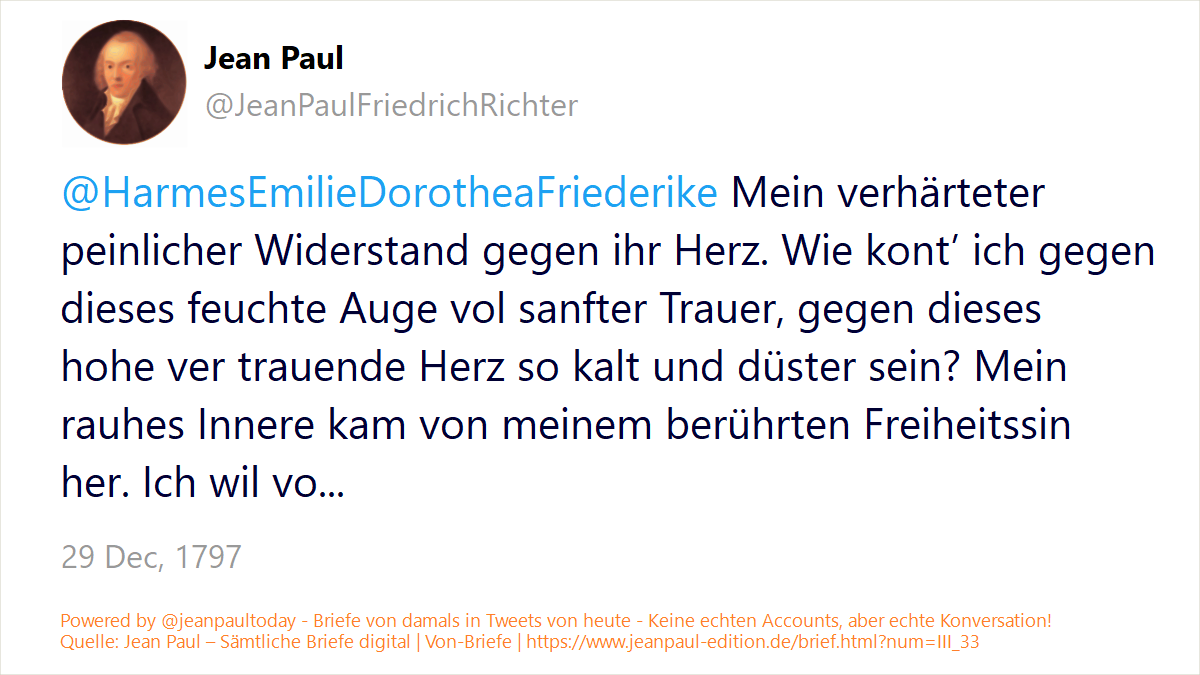 Jean Paul
@JeanPaulFriedrichRichter
@HarmesEmilieDorotheaFriederike Mein verhärteter
peinlicher Widerstand gegen ihr Herz. Wie kont’ ich gegen
dieses feuchte Auge vol sanfter Trauer, gegen dieses
hohe ver trauende Herz so kalt und düster sein? Mein
rauhes Innere kam von meinem berührten Freiheitssin
her. Ich wil vo...
29 Dec, 1797
Powered by @jeanpaultoday - Briefe von damals in Tweets von heute - Keine echten Accounts, aber echte Konversation!
Quelle: Jean Paul – Sämtliche Briefe digital | Von-Briefe | https://www.jeanpaul-edition.de/brief.html?num=III_33